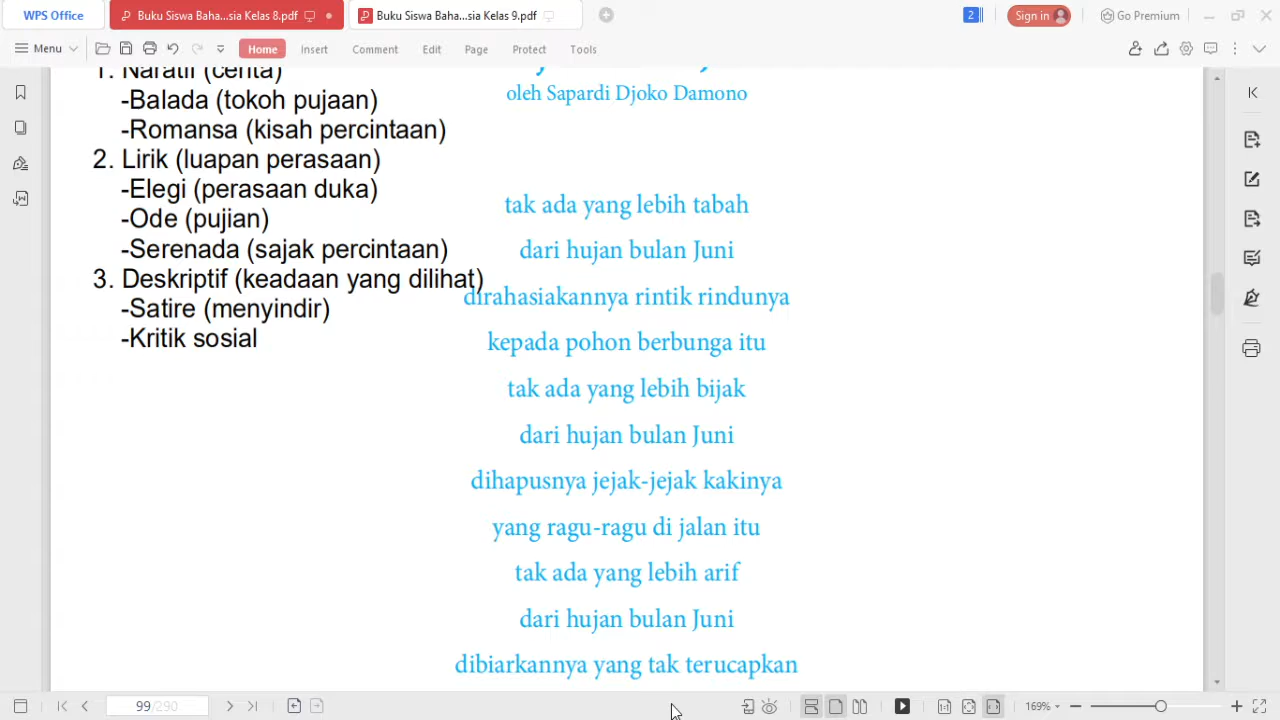 WPS Office
Buku Siswa Baha...sia Kelas 8.pdf
Buku Siswa Baha...sia Kelas 9.pdf
2
Sign in
Go Premium
Menu
Home
Insert
Comment
Edit
Page
Protect
Tools
1. Naratif (cerita)
-Balada (tokoh pujaan)
-Romansa (kisah percintaan)
2. Lirik (luapan perasaan)
-Elegi (perasaan duka)
-Ode (pujian)
-Serenada (sajak percintaan)
3. Deskriptif (keadaan yang dilihat)
-Satire (menyindir)
-Kritik sosial
oleh Sapardi Djoko Damono
tak ada yang lebih tabah
dari hujan bulan Juni
dirahasiakannya rintik rindunya
kepada pohon berbunga itu
tak ada yang lebih bijak
dari hujan bulan Juni
dihapusnya jejak-jejak kakinya
yang ragu-ragu di jalan itu
tak ada yang lebih arif
dari hujan bulan Juni
dibiarkannya yang tak terucapkan
99/290
169%